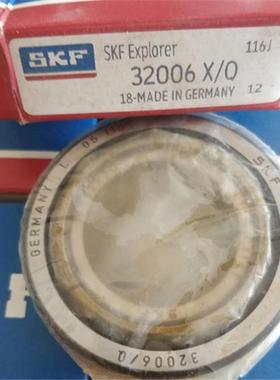 SKF
SKF Explorer
116J
32006 X/Q
18-MADE IN GERMANY
12
GERMANY L
SKF
32006/Q